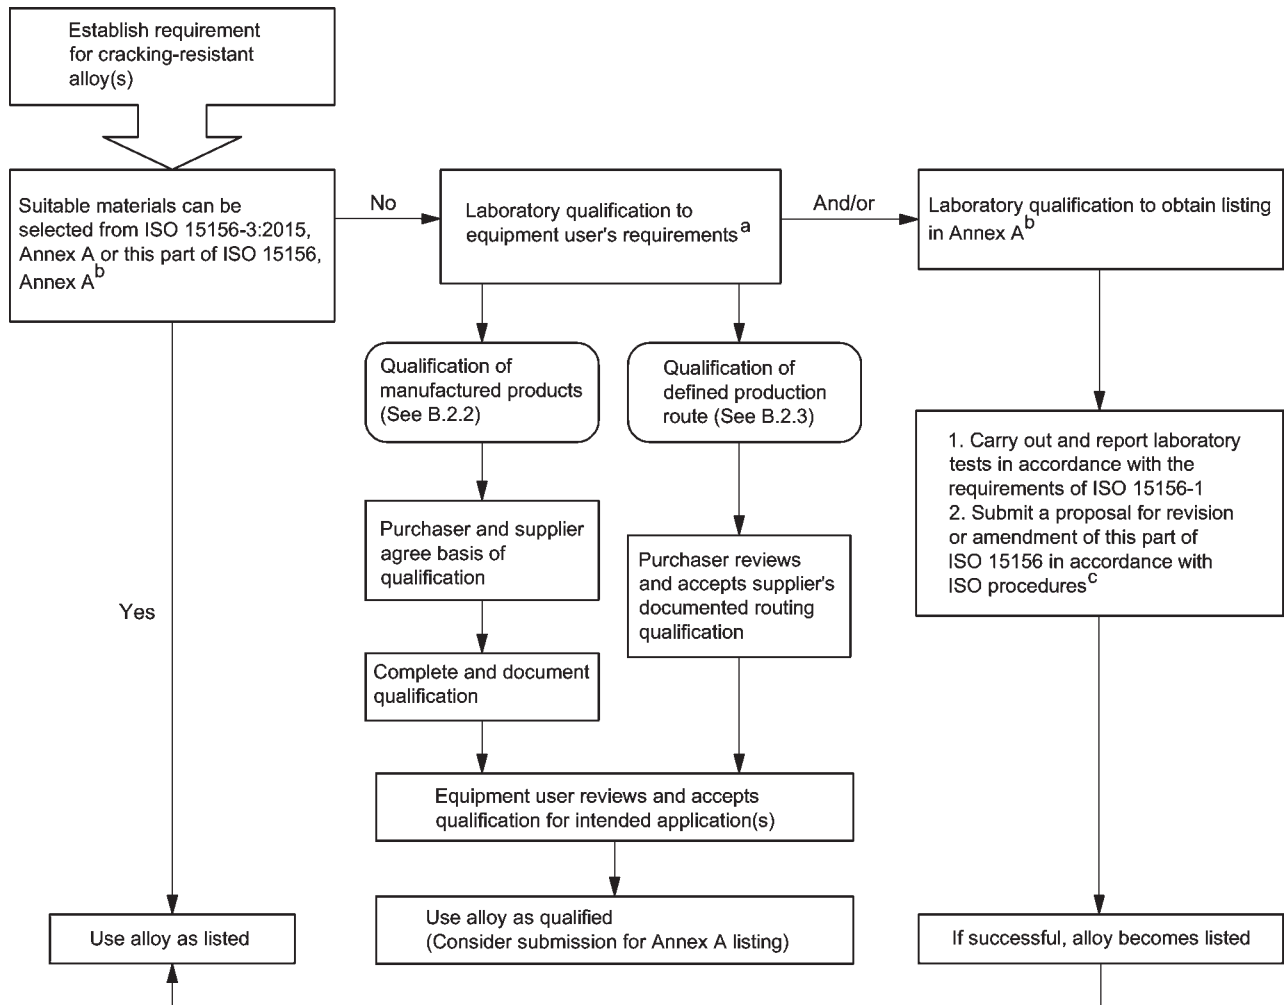 Establish requirement
for cracking-resistant
alloy(s)
Suitable materials can be
selected from ISO 15156-3:2015,
Annex A or this part of ISO 15156,
Annex Ab
No
Laboratory qualification to
equipment user's requirementsa
And/or
Laboratory qualification to obtain listing
in Annex Ab
Qualification of
manufactured products
(See B.2.2)
Qualification of
defined production
route (See B.2.3)
1. Carry out and report laboratory
tests in accordance with the
requirements of ISO 15156-1
2. Submit a proposal for revision
or amendment of this part of
ISO 15156 in accordance with
ISO proceduresc
Purchaser and supplier
agree basis of
qualification
Purchaser reviews
and accepts supplier's
documented routing
qualification
Yes
Complete and document
qualification
Equipment user reviews and accepts
qualification for intended application(s)
Use alloy as listed
Use alloy as qualified
(Consider submission for Annex A listing)
If successful, alloy becomes listed